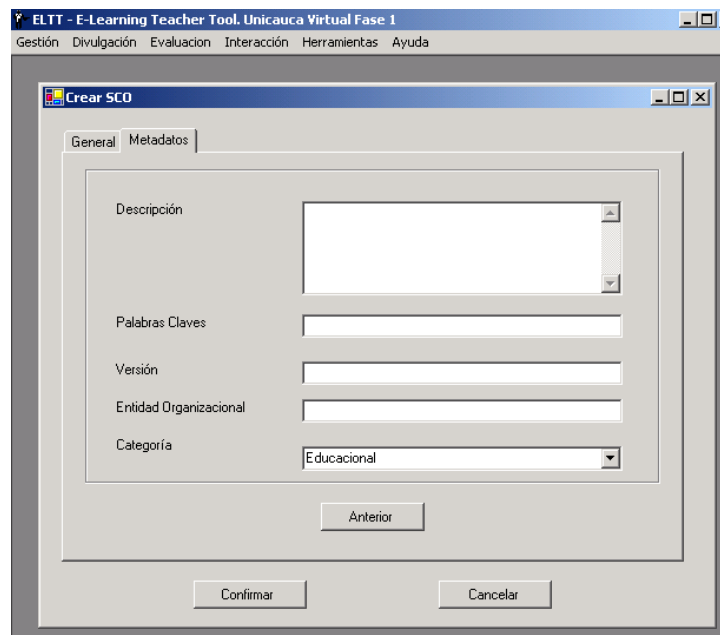 ELTT - E-Learning Teacher Tool. Unicauca Virtual Fase 1
Gestión Divulgación Evaluacion Interacción Herramientas Ayuda
Crear SCO
General Metadatos
Descripción
Palabras Claves
Versión
Entidad Organizacional
Categoría
Educacional
Anterior
Confirmar Cancelar